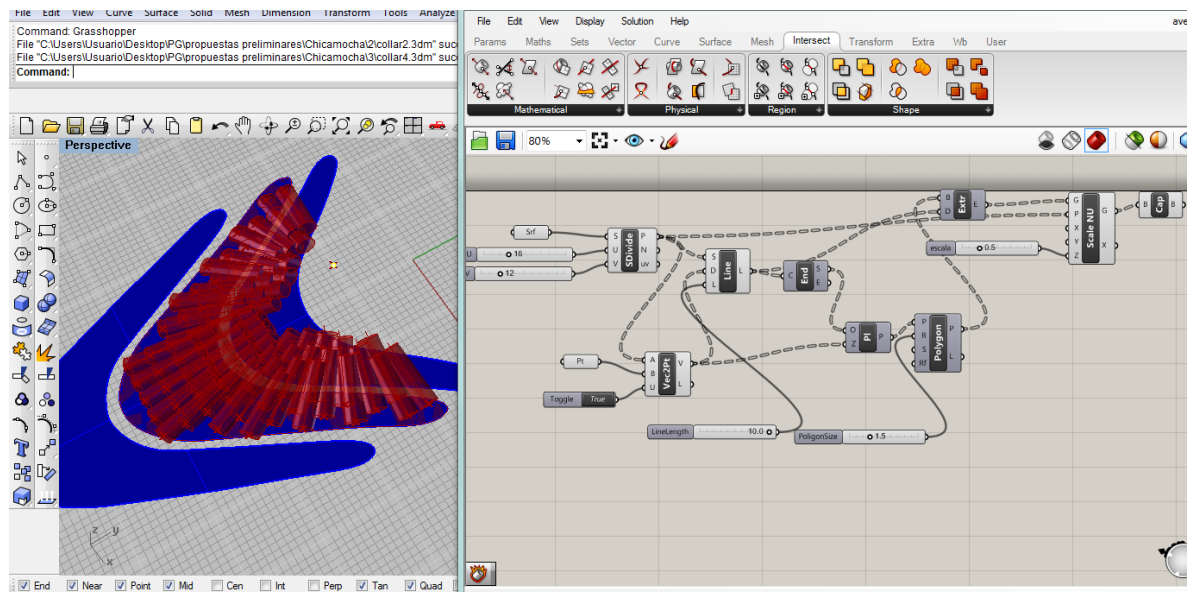 File Edit View Curve Surface Solid Mesh Dimension Transform Tools Analyze
Command: Grasshopper
File "C:\Users\Usuario\Desktop\PG\propuestas preliminares\Chicamocha\2\collar2.3dm" suc
File "C:\Users\Usuario\Desktop\PG\propuestas preliminares\Chicamocha\3\collar4.3dm" suc
Command:
Perspective
z y
x
End Near Point Mid Cen Int Perp Tan Quad
File Edit View Display Solution Help ave
Params Maths Sets Vector Curve Surface Mesh Intersect Transform Extra Wb User
Mathematical Physical Region Shape
80%
B D Extr E
G P X Y Z Scale NU G X
B Cap B
Srf
S U V SDivide P N uv
U 16
V 12
escala 0.5
S D L Line L
C End S E
O Z Pl P
P R S Rf Polygon P L
Pt
A B U Vec2Pt V L
Toggle True
LineLength 10.0
PoligonSize 1.5